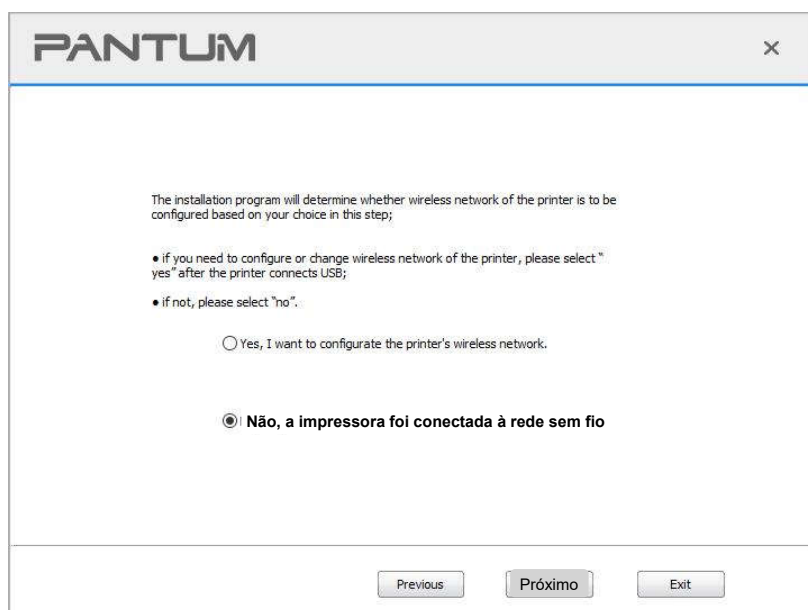 PANTUM
The installation program will determine whether wireless network of the printer is to be
configured based on your choice in this step;
● if you need to configure or change wireless network of the printer, please select "
yes" after the printer connects USB;
● if not, please select "no".
Yes, I want to configurate the printer's wireless network.
Não, a impressora foi conectada à rede sem fio
Previous Próximo Exit